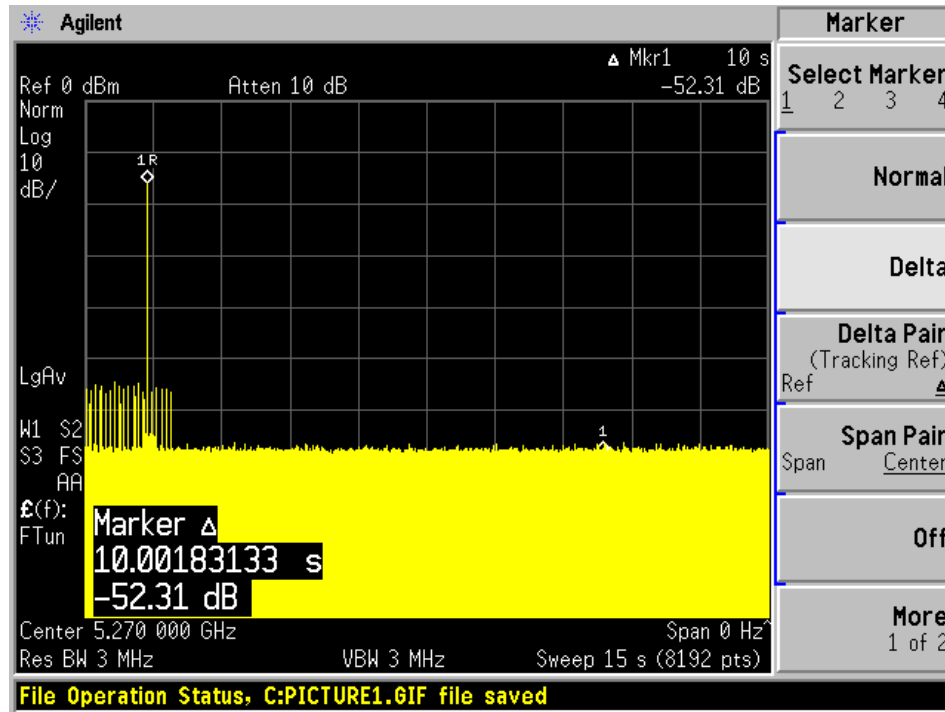 Agilent
Marker
Δ Mkr1 10 s
Ref 0 dBm Atten 10 dB -52.31 dB
Norm
Log
10
dB/
1R
LgAv
W1 S2
S3 FS
AA
£(f):
FTun
1
Marker Δ
10.00183133 s
-52.31 dB
Center 5.270 000 GHz Span 0 Hz^
Res BW 3 MHz VBW 3 MHz Sweep 15 s (8192 pts)
File Operation Status, C:PICTURE1.GIF file saved
Select Marker
1 2 3 4
Normal
Delta
Delta Pair
(Tracking Ref)
Ref Δ
Span Pair
Span Center
Off
More
1 of 2